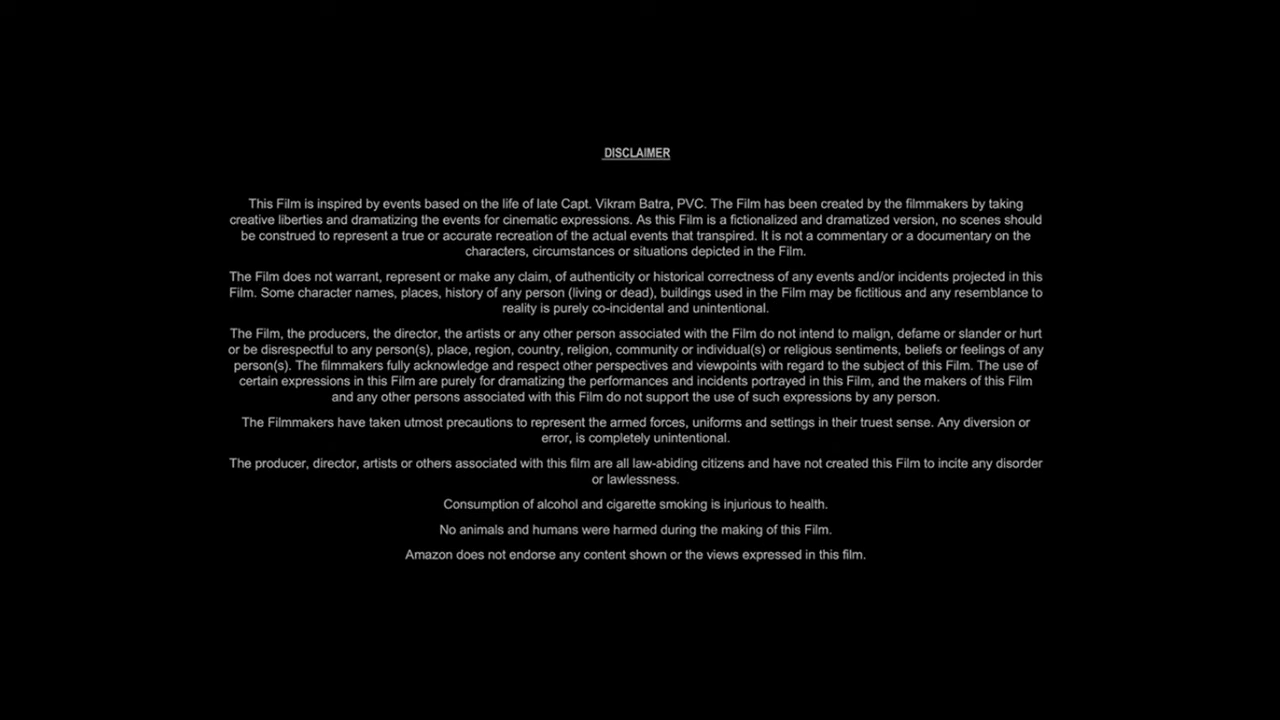 DISCLAIMER
This Film is inspired by events based on the life of late Capt. Vikram Batra, PVC. The Film has been created by the filmmakers by taking
creative liberties and dramatizing the events for cinematic expressions. As this Film is a fictionalized and dramatized version, no scenes should
be construed to represent a true or accurate recreation of the actual events that transpired. It is not a commentary or a documentary on the
characters, circumstances or situations depicted in the Film.
The Film does not warrant, represent or make any claim, of authenticity or historical correctness of any events and/or incidents projected in this
Film. Some character names, places, history of any person (living or dead), buildings used in the Film may be fictitious and any resemblance to
reality is purely co-incidental and unintentional.
The Film, the producers, the director, the artists or any other person associated with the Film do not intend to malign, defame or slander or hurt
or be disrespectful to any person(s), place, region, country, religion, community or individual(s) or religious sentiments, beliefs or feelings of any
person(s). The filmmakers fully acknowledge and respect other perspectives and viewpoints with regard to the subject of this Film. The use of
certain expressions in this Film are purely for dramatizing the performances and incidents portrayed in this Film, and the makers of this Film
and any other persons associated with this Film do not support the use of such expressions by any person.
The Filmmakers have taken utmost precautions to represent the armed forces, uniforms and settings in their truest sense. Any diversion or
error, is completely unintentional.
The producer, director, artists or others associated with this film are all law-abiding citizens and have not created this Film to incite any disorder
or lawlessness.
Consumption of alcohol and cigarette smoking is injurious to health.
No animals and humans were harmed during the making of this Film.
Amazon does not endorse any content shown or the views expressed in this film.